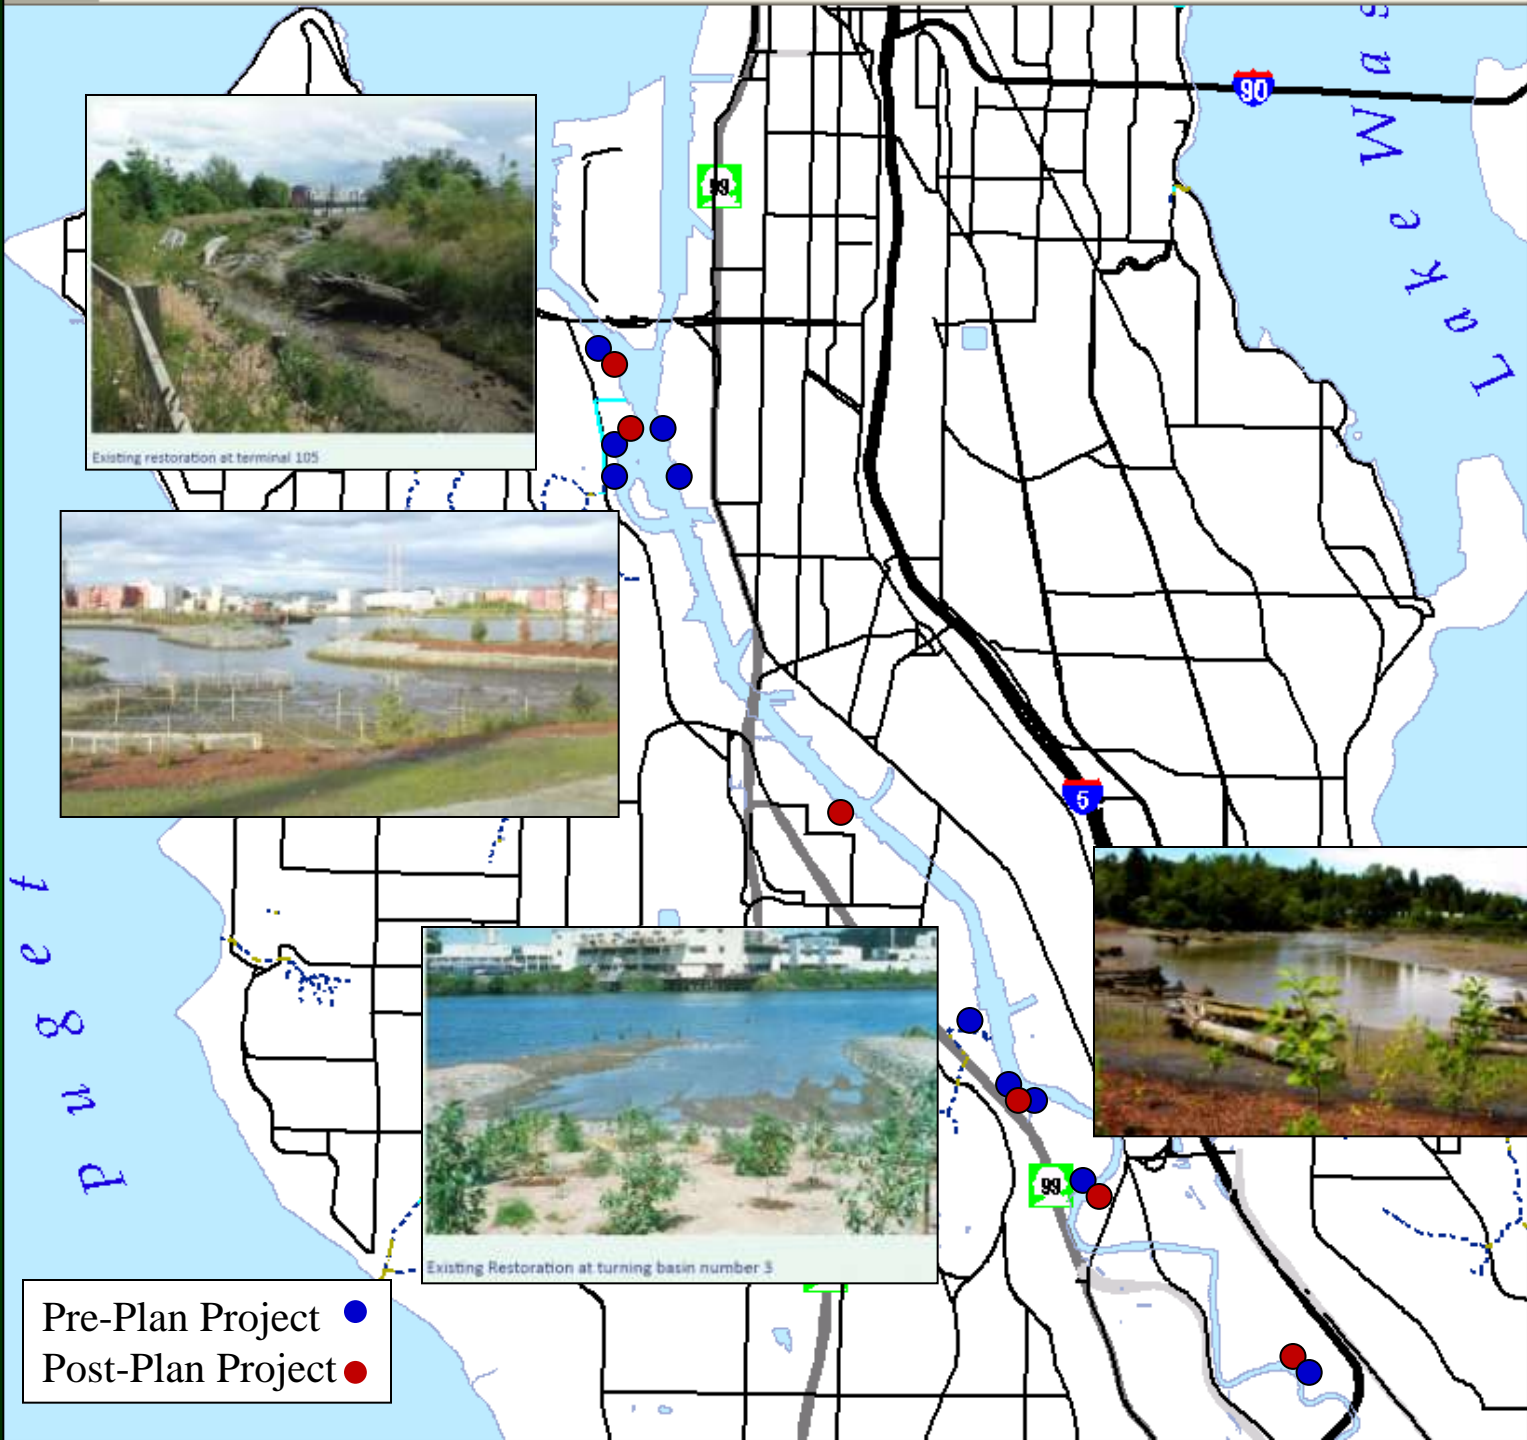 90
Lake Was
99
Existing restoration at terminal 105
5
Puget
99
Existing Restoration at turning basin number 3
Pre-Plan Project
Post-Plan Project